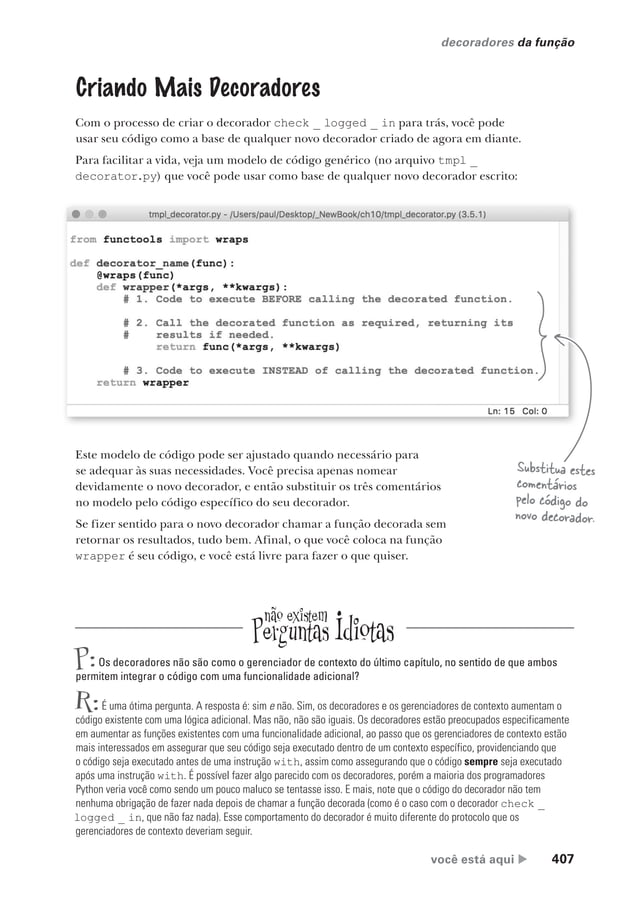 decoradores da função
Criando Mais Decoradores
Com o processo de criar o decorador check _ logged _ in para trás, você pode
usar seu código como a base de qualquer novo decorador criado de agora em diante.
Para facilitar a vida, veja um modelo de código genérico (no arquivo tmpl _
decorator.py) que você pode usar como base de qualquer novo decorador escrito:
tmpl_decorator.py - /Users/paul/Desktop/_NewBook/ch10/tmpl_decorator.py (3.5.1)
from functools import wraps
def decorator_name(func):
@wraps(func)
def wrapper(*args, **kwargs):
# 1. Code to execute BEFORE calling the decorated function.
# 2. Call the decorated function as required, returning its
# results if needed.
return func(*args, **kwargs)
# 3. Code to execute INSTEAD of calling the decorated function.
return wrapper
Ln: 15 Col: 0
Este modelo de código pode ser ajustado quando necessário para
se adequar às suas necessidades. Você precisa apenas nomear
devidamente o novo decorador, e então substituir os três comentários
no modelo pelo código específico do seu decorador.
Substitua estes
comentários
pelo código do
novo decorador.
Se fizer sentido para o novo decorador chamar a função decorada sem
retornar os resultados, tudo bem. Afinal, o que você coloca na função
wrapper é seu código, e você está livre para fazer o que quiser.
não existem
Perguntas Idiotas
P: Os decoradores não são como o gerenciador de contexto do último capítulo, no sentido de que ambos
permitem integrar o código com uma funcionalidade adicional?
R: É uma ótima pergunta. A resposta é: sim e não. Sim, os decoradores e os gerenciadores de contexto aumentam o
código existente com uma lógica adicional. Mas não, não são iguais. Os decoradores estão preocupados especificamente
em aumentar as funções existentes com uma funcionalidade adicional, ao passo que os gerenciadores de contexto estão
mais interessados em assegurar que seu código seja executado dentro de um contexto específico, providenciando que
o código seja executado antes de uma instrução with, assim como assegurando que o código sempre seja executado
após uma instrução with. É possível fazer algo parecido com os decoradores, porém a maioria dos programadores
Python veria você como sendo um pouco maluco se tentasse isso. E mais, note que o código do decorador não tem
nenhuma obrigação de fazer nada depois de chamar a função decorada (como é o caso com o decorador check _
logged _ in, que não faz nada). Esse comportamento do decorador é muito diferente do protocolo que os
gerenciadores de contexto deveriam seguir.
você está aqui ▶ 407